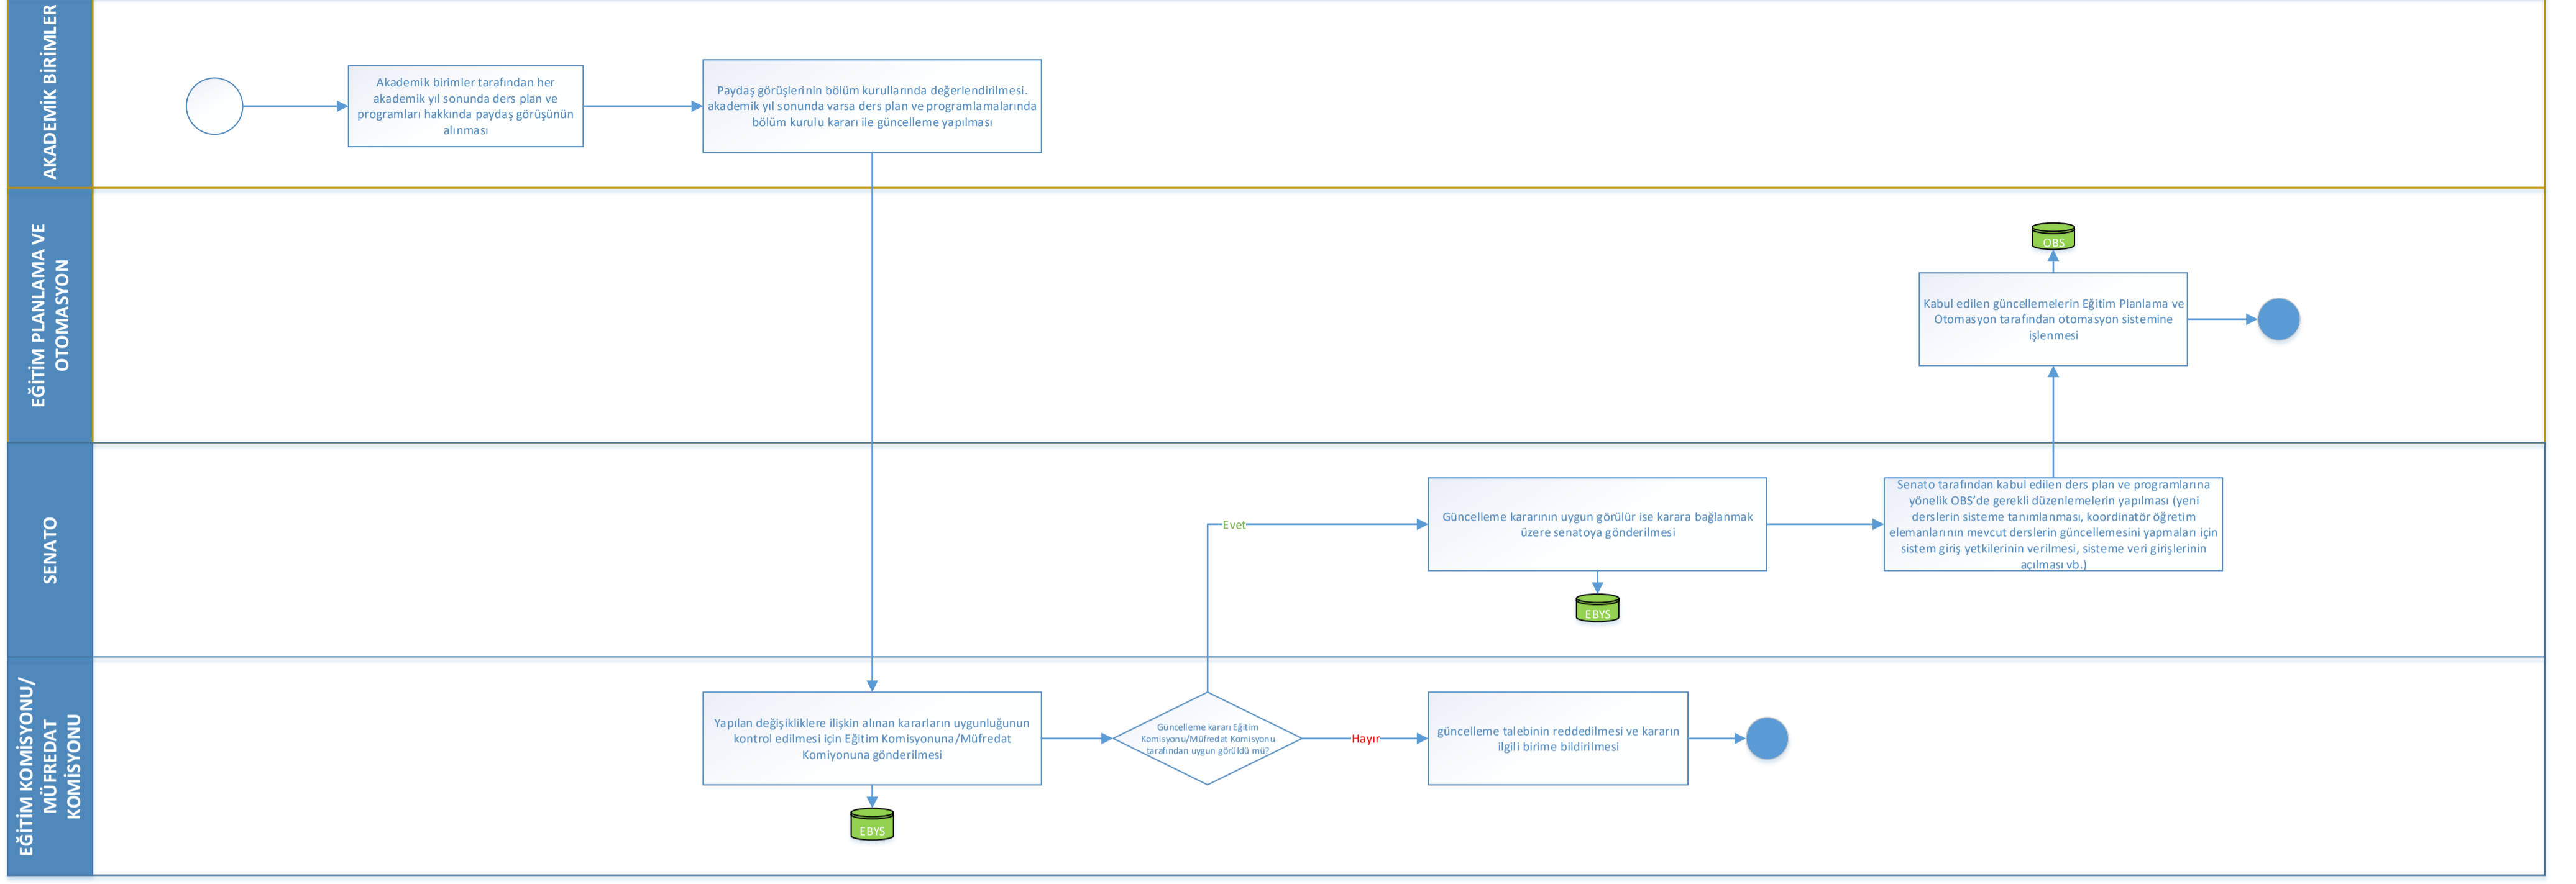 AKADEMİK BİRİMLER
Akademik birimler tarafından her
akademik yıl sonunda ders plan ve
programları hakkında paydaş görüşünün
alınması
Paydaş görüşlerinin bölüm kurullarında değerlendirilmesi.
akademik yıl sonunda varsa ders plan ve programlamalarında
bölüm kurulu kararı ile güncelleme yapılması
EĞİTİM PLANLAMA VE
OTOMASYON
OBS
Kabul edilen güncellemelerin Eğitim Planlama ve
Otomasyon tarafından otomasyon sistemine
işlenmesi
SENATO
Evet
Güncelleme kararının uygun görülür ise karara bağlanmak
üzere senatoya gönderilmesi
EBYS
Senato tarafından kabul edilen ders plan ve programlarına
yönelik OBS’de gerekli düzenlemelerin yapılması (yeni
derslerin sisteme tanımlanması, koordinatör öğretim
elemanlarının mevcut derslerin güncellemesini yapmaları için
sistem giriş yetkilerinin verilmesi, sisteme veri girişlerinin
açılması vb.)
EĞİTİM KOMİSYONU/
MÜFREDAT
KOMİSYONU
Yapılan değişikliklere ilişkin alınan kararların uygunluğunun
kontrol edilmesi için Eğitim Komisyonuna/Müfredat
Komiyonuna gönderilmesi
EBYS
Güncelleme kararı Eğitim
Komisyonu/Müfredat Komisyonu
tarafından uygun görüldü mü?
Hayır
güncelleme talebinin reddedilmesi ve kararın
ilgili birime bildirilmesi